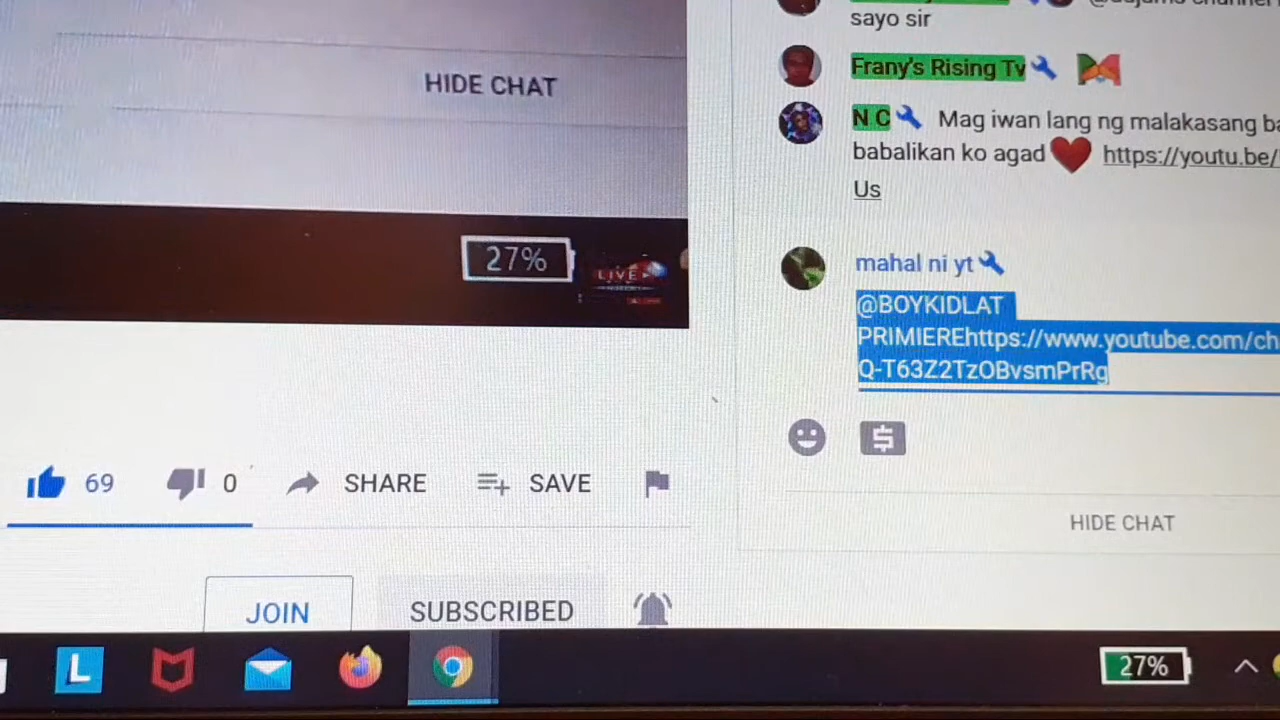 sayo sir
Frany's Rising Tv
N C Mag iwan lang ng malakasang
babalikan ko agad https://youtu.be/
Us
mahal ni yt
@BOYKIDLAT
PRIMIEREhttps://www.youtube.com/ch
Q-T63Z2TzOBvsmPrRg
HIDE CHAT
HIDE CHAT
27%
LIVE
69 0 SHARE SAVE
JOIN SUBSCRIBED
L
27%